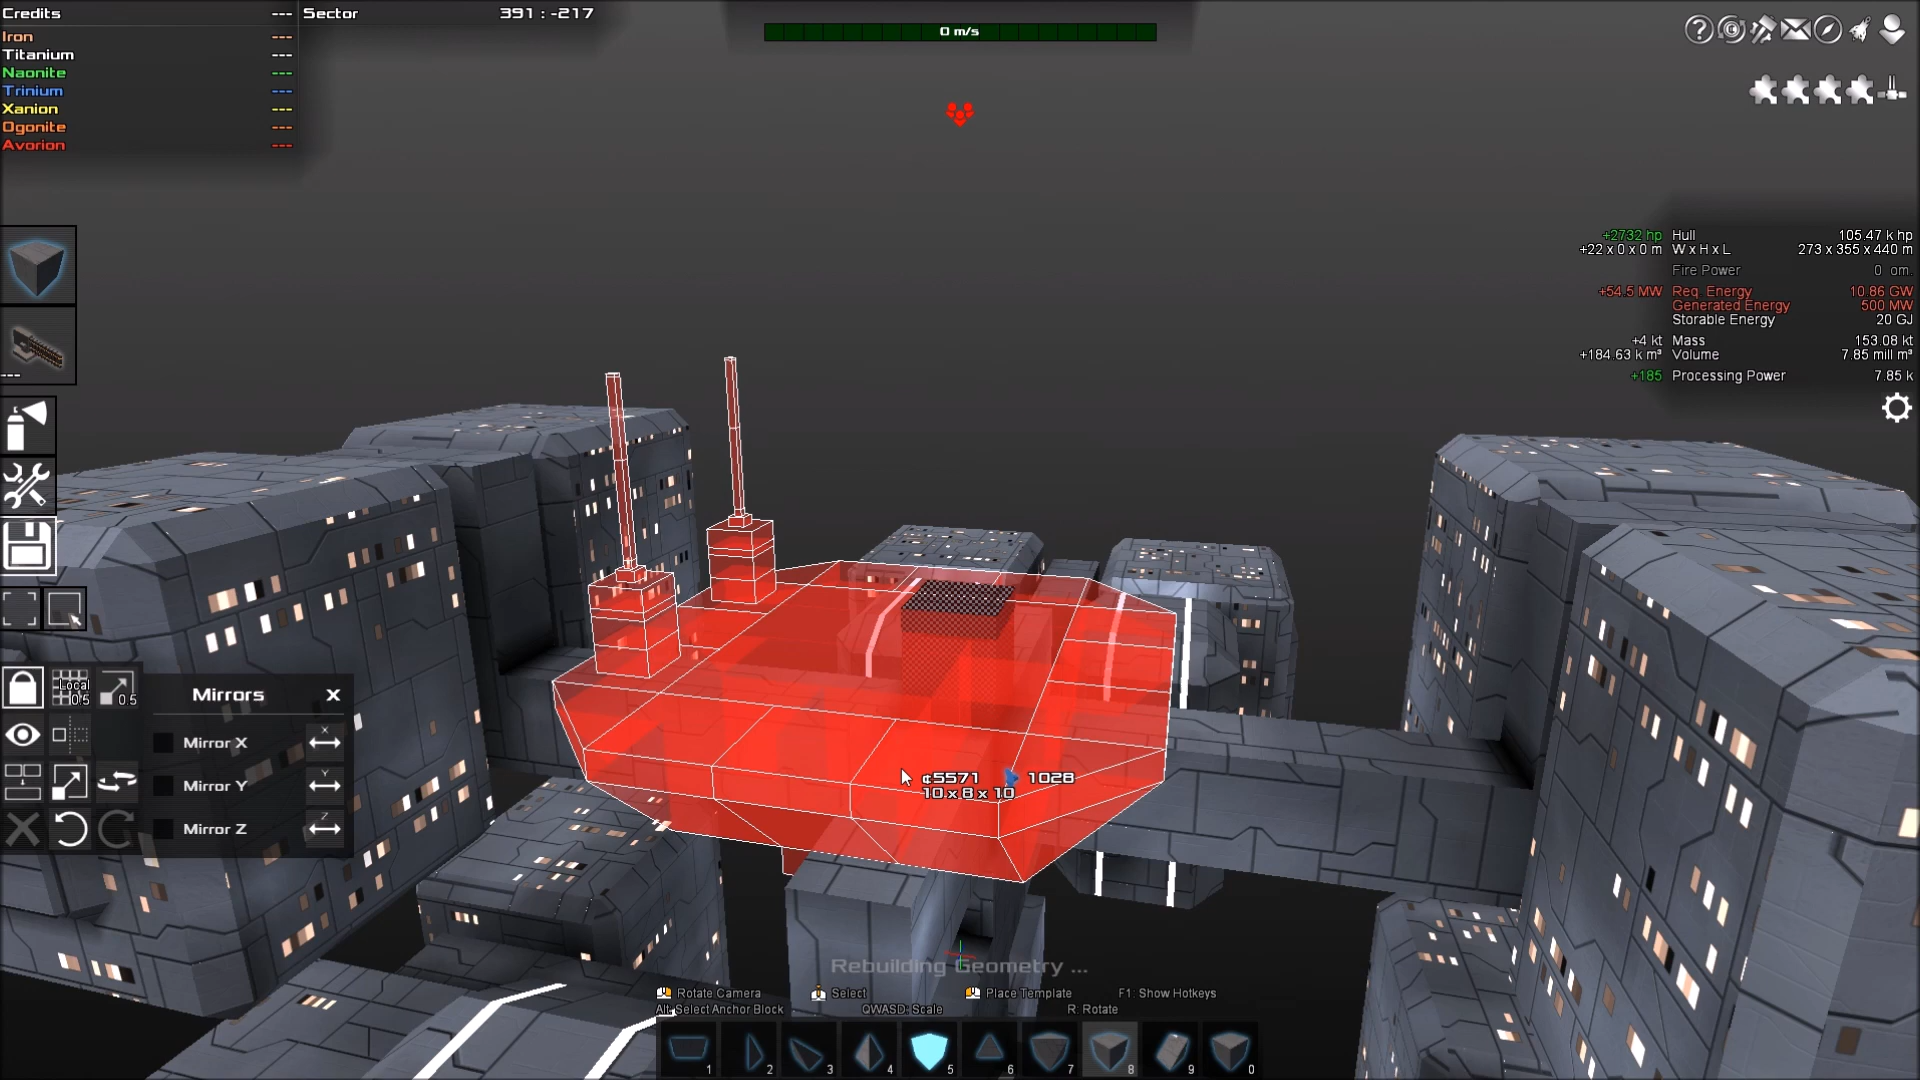 Credits --- Sector 391 : -217
Iron ---
Titanium ---
Naonite ---
Trinium ---
Xanion ---
Ogonite ---
Avorion ---
0 m/s
+2732 hp Hull 105.47 k hp
+22 x 0 x 0 m W x H x L 273 x 355 x 440 m
Fire Power 0 om.
+54.5 MW Req. Energy 10.86 GW
Generated Energy 500 MW
Storable Energy 20 GJ
+4 kt Mass 153.08 kt
+184.63 k m³ Volume 7.85 mill m³
+185 Processing Power 7.85 k
---
Local
0.5
0.5
Mirrors X
Mirror X X
Mirror Y Y
Mirror Z Z
¢5571 1028
10 x 8 x 10
Rebuilding Geometry ...
Rotate Camera Select Place Template F1: Show Hotkeys
Alt: Select Anchor Block QWASD: Scale R: Rotate
1 2 3 4 5 6 7 8 9 0